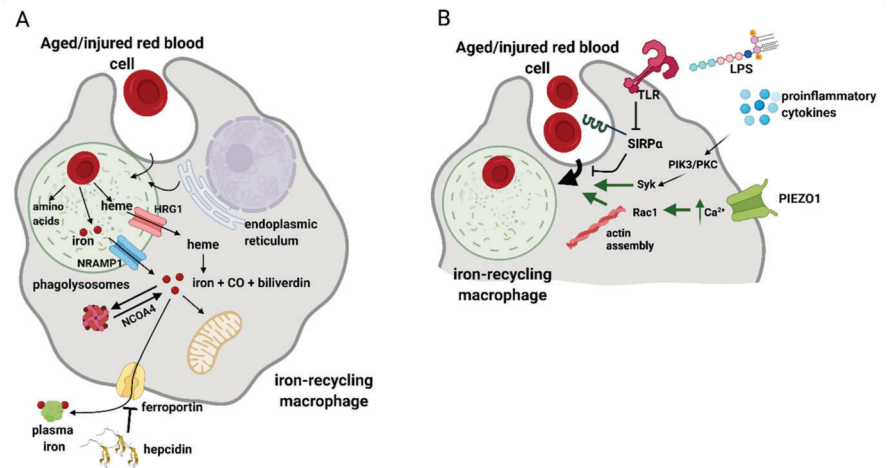 A
Aged/injured red blood
cell
amino
acids
heme
HRG1
iron
NRAMP1
heme
endoplasmic
reticulum
phagolysosomes
iron + CO + biliverdin
NCOA4
iron-recycling
macrophage
ferroportin
plasma
iron
hepcidin
B
Aged/injured red blood
cell
TLR
LPS
proinflammatory
cytokines
SIRPα
PIK3/PKC
Syk
Rac1
Ca²⁺
PIEZO1
actin
assembly
iron-recycling
macrophage